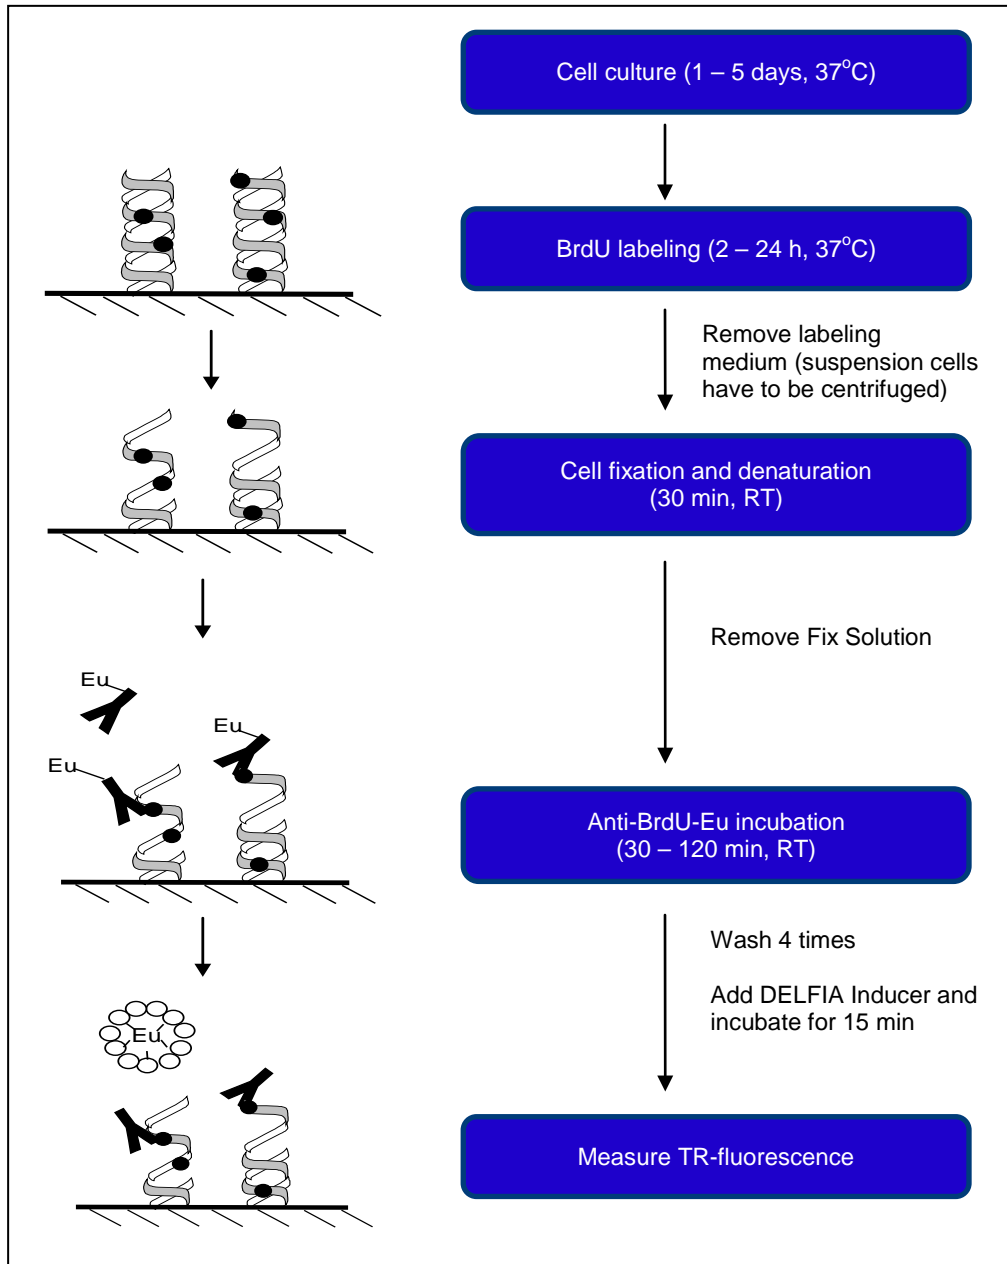 Cell culture (1 – 5 days, 37°C)
BrdU labeling (2 – 24 h, 37°C)
Remove labeling
medium (suspension cells
have to be centrifuged)
Cell fixation and denaturation
(30 min, RT)
Remove Fix Solution
Eu
Eu
Eu
Anti-BrdU-Eu incubation
(30 – 120 min, RT)
Wash 4 times
Add DELFIA Inducer and
incubate for 15 min
Eu
Measure TR-fluorescence